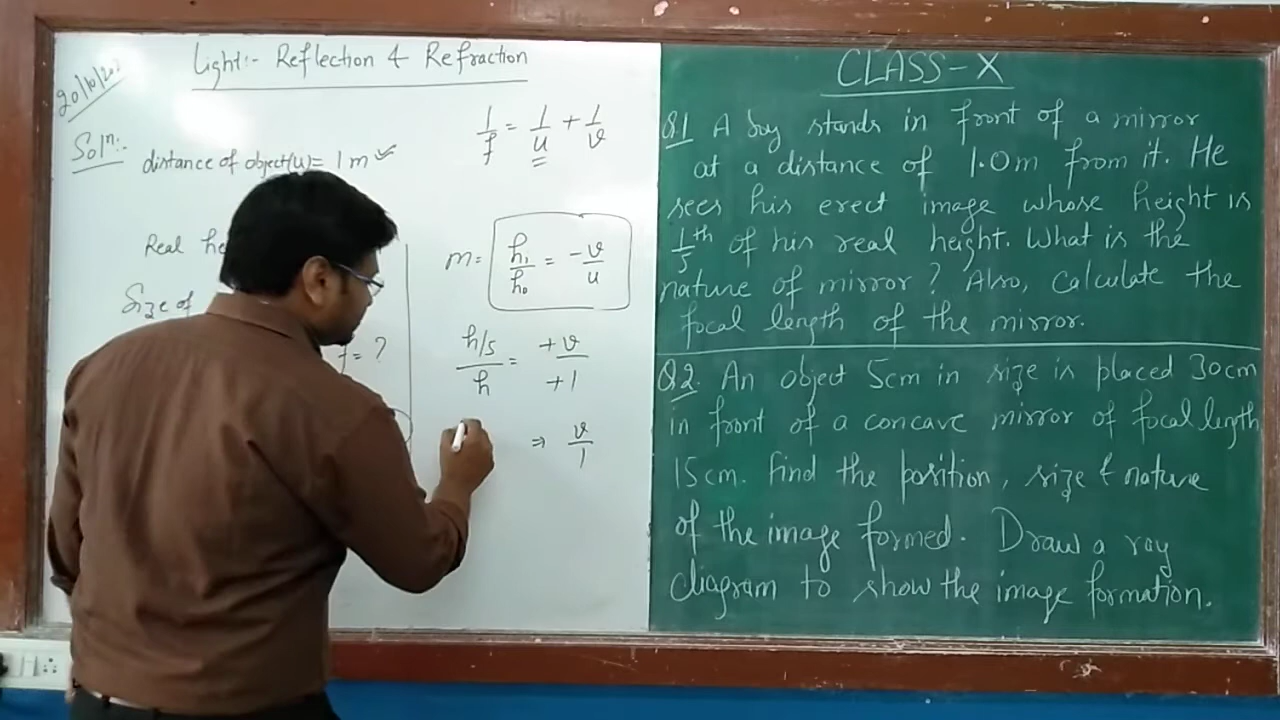 Light:- Reflection & Refraction
20/10/202
Solⁿ:-
distance of object(u)= 1m ✓
Real he
Size of
f = ?
1/f = 1/u + 1/v
m= h₁/h₀ = -v/u
h/5/h = +v/+1
⇒ v/1
CLASS-X
Q.1 A boy stands in front of a mirror
at a distance of 1.0m from it. He
sees his erect image whose height is
1/5th of his real height. What is the
nature of mirror? Also, calculate the
focal length of the mirror.
Q2. An object 5cm in size is placed 30cm
in front of a concave mirror of focal length
15cm. Find the position, size & nature
of the image formed. Draw a ray
diagram to show the image formation.